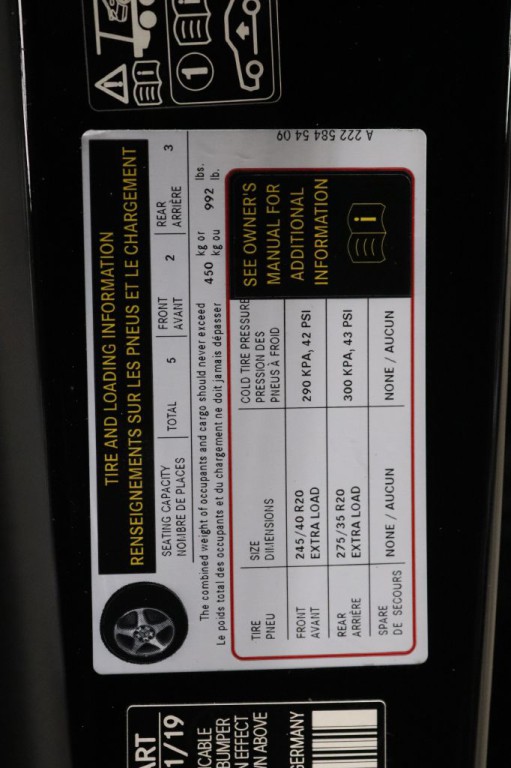 1
A 222 584 54 09
TIRE AND LOADING INFORMATION
RENSEIGNEMENTS SUR LES PNEUS ET LE CHARGEMENT
SEATING CAPACITY
NOMBRE DE PLACES
TOTAL 5
FRONT
AVANT
2
REAR
ARRIÈRE
3
The combined weight of occupants and cargo should never exceed 450 kg or 992 lbs.
Le poids total des occupants et du chargement ne doit jamais dépasser kg ou lb.
TIRE
PNEU
SIZE
DIMENSIONS
COLD TIRE PRESSURE
PRESSION DES
PNEUS À FROID
SEE OWNER'S
MANUAL FOR
ADDITIONAL
INFORMATION
i
FRONT
AVANT
245/40 R20
EXTRA LOAD
290 KPA, 42 PSI
REAR
ARRIÈRE
275/35 R20
EXTRA LOAD
300 KPA, 43 PSI
SPARE
DE SECOURS
NONE / AUCUN
NONE / AUCUN
ART
1/19
ICABLE
BUMPER
N EFFECT
WN ABOVE
GERMANY